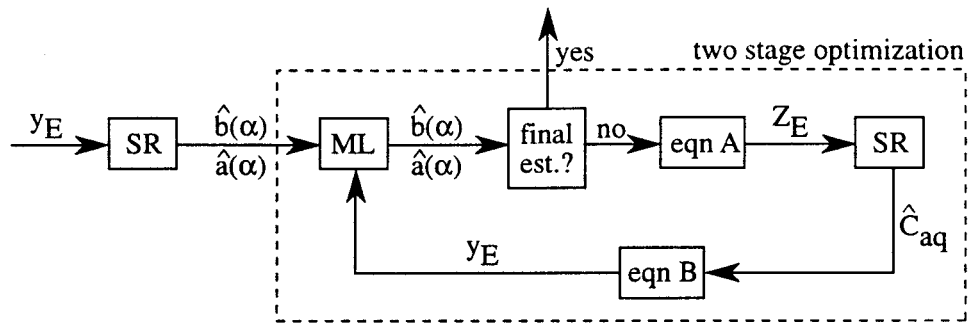 yes
two stage optimization
y_E
SR
b̂(α)
â(α)
ML
b̂(α)
â(α)
final
est.?
no
eqn A
Z_E
SR
Ĉ_aq
y_E
eqn B